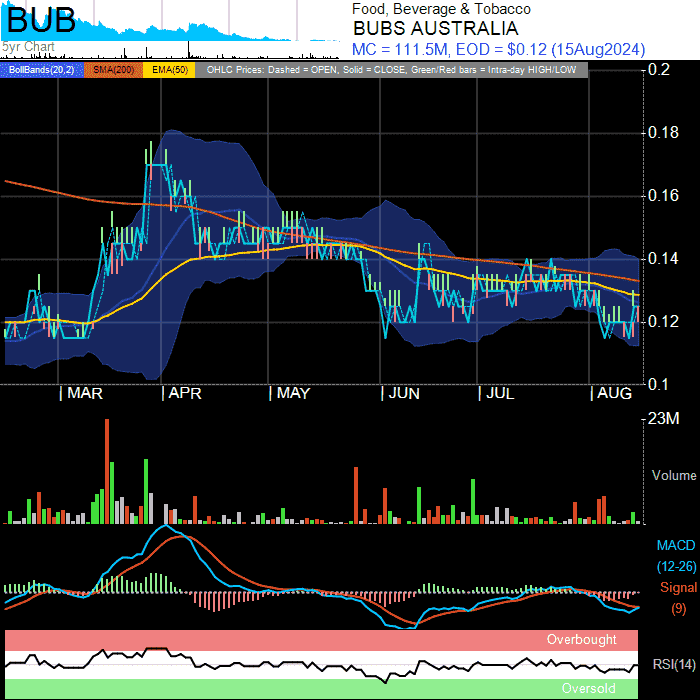 BUB
5yr Chart
Food, Beverage & Tobacco
BUBS AUSTRALIA
MC = 111.5M, EOD = $0.12 (15Aug2024)
BollBands(20,2) SMA(200) EMA(50) OHLC Prices: Dashed = OPEN, Solid = CLOSE, Green/Red bars = Intra-day HIGH/LOW
0.2
0.18
0.16
0.14
0.12
0.1
MAR APR MAY JUN JUL AUG
23M
Volume
MACD
(12-26)
Signal
(9)
Overbought
RSI(14)
Oversold